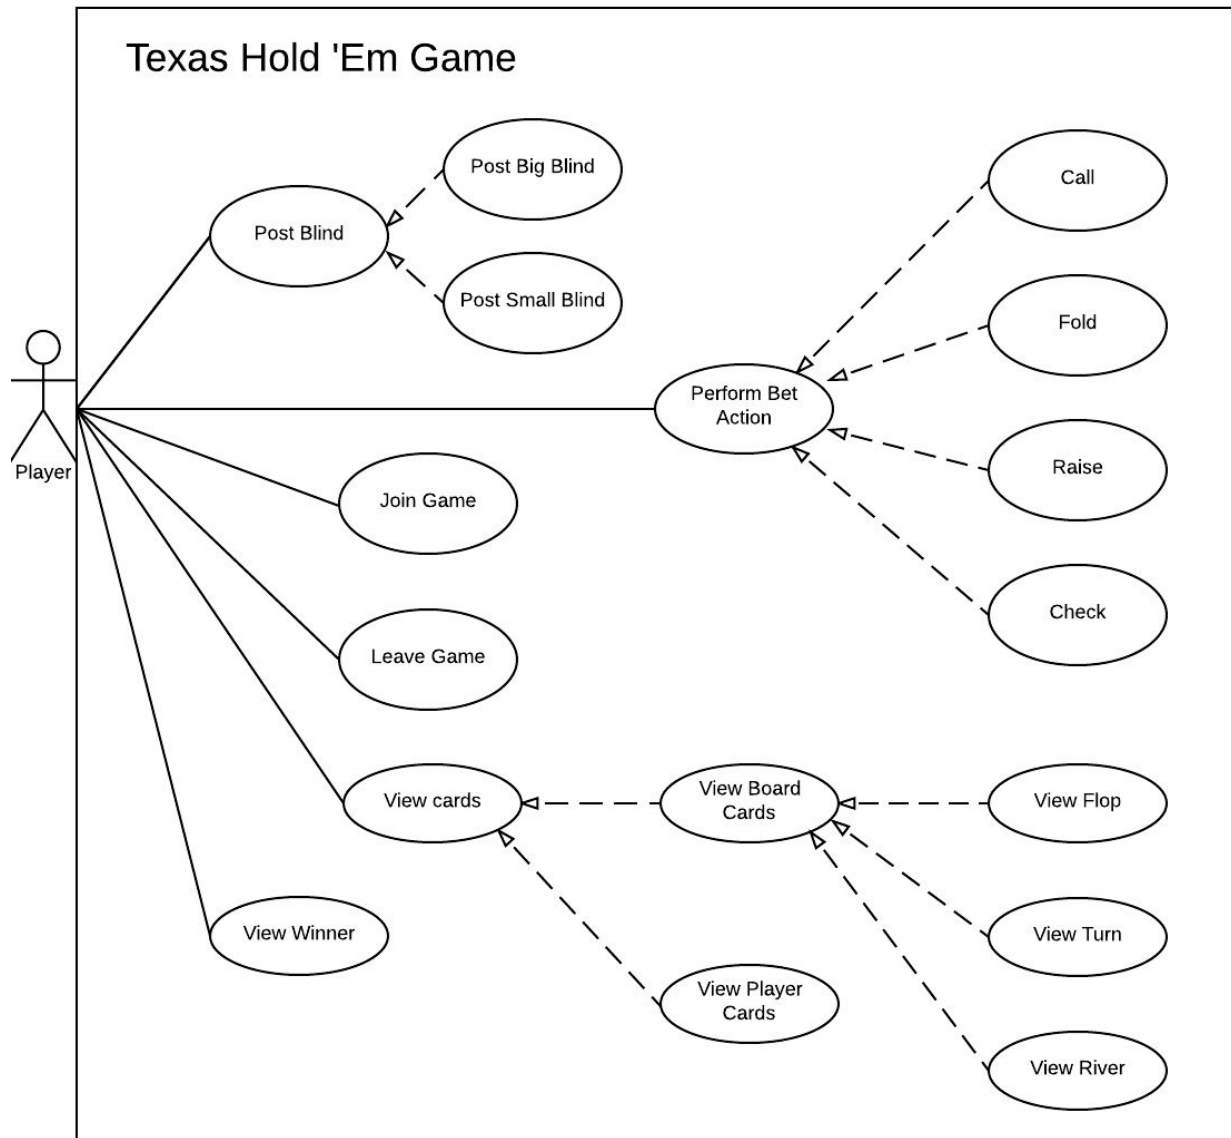 Texas Hold 'Em Game
Post Big Blind
Call
Post Blind
Post Small Blind
Fold
Perform Bet
Action
Player
Raise
Join Game
Check
Leave Game
View cards
View Board
Cards
View Flop
View Winner
View Turn
View Player
Cards
View River